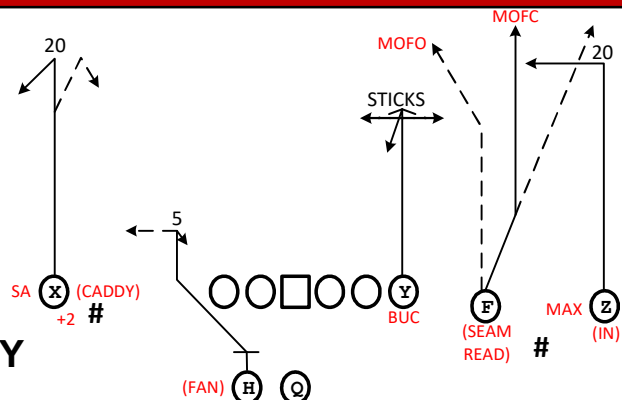 MOFC
20
MOFO
20
STICKS
5
SA X (CADDY)
+2 #
Y
BUC
F
(SEAM
READ)
#
MAX Z
(IN)
Y
(FAN) H Q